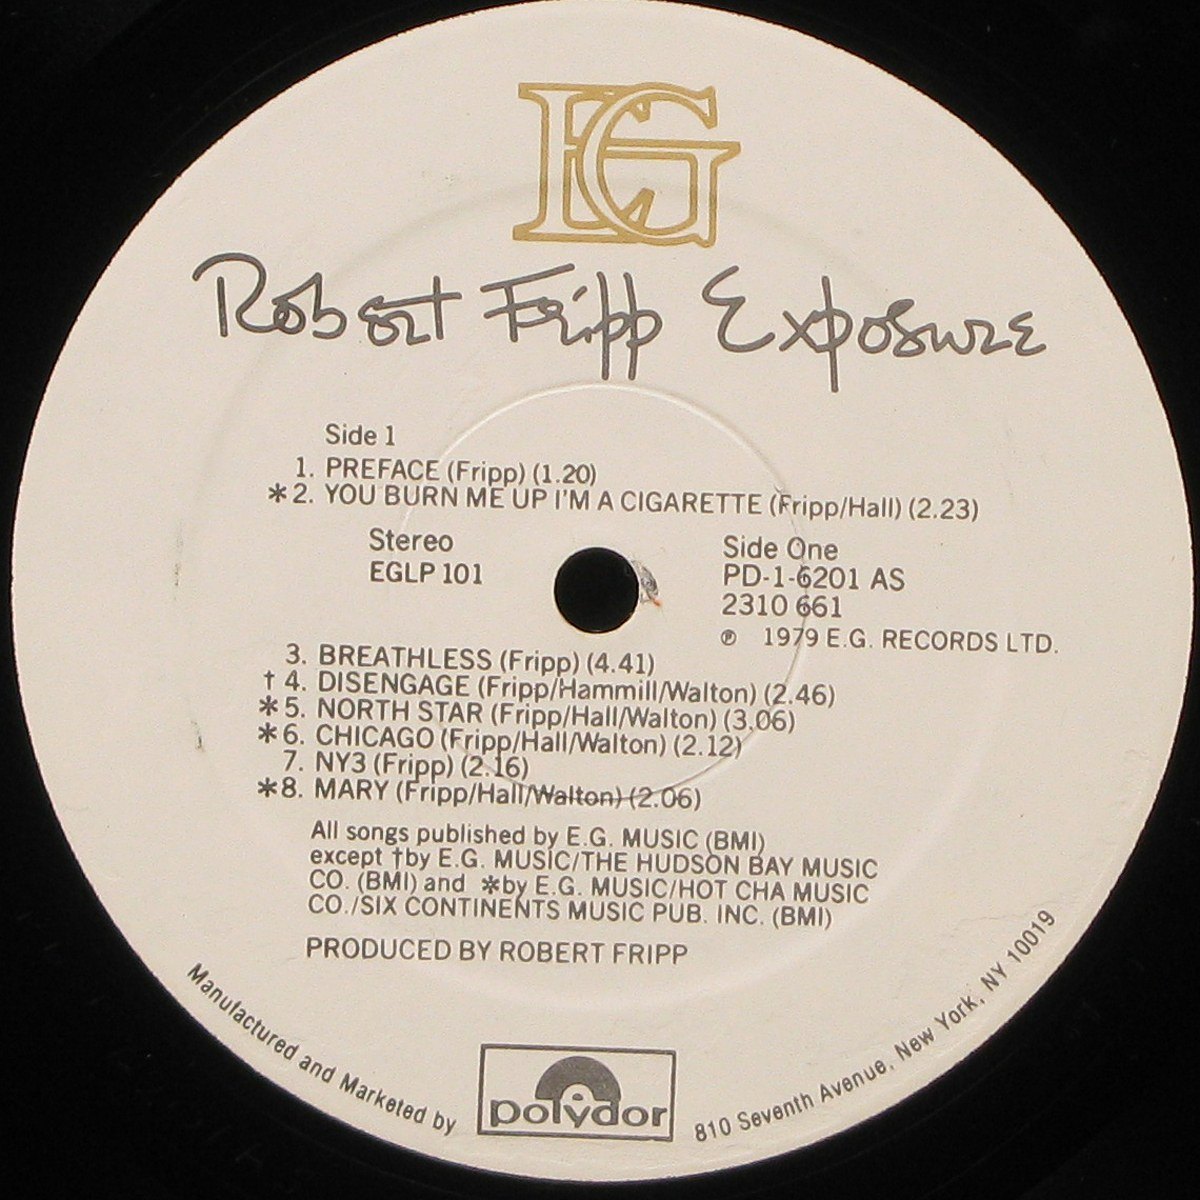 EG
Robert Fripp Exposure
Side 1
1. PREFACE (Fripp) (1.20)
*2. YOU BURN ME UP I'M A CIGARETTE (Fripp/Hall) (2.23)
Stereo
EGLP 101
Side One
PD-1-6201 AS
2310 661
℗ 1979 E.G. RECORDS LTD.
3. BREATHLESS (Fripp) (4.41)
† 4. DISENGAGE (Fripp/Hammill/Walton) (2.46)
*5. NORTH STAR (Fripp/Hall/Walton) (3.06)
*6. CHICAGO (Fripp/Hall/Walton) (2.12)
7. NY3 (Fripp) (2.16)
*8. MARY (Fripp/Hall/Walton) (2.06)
All songs published by E.G. MUSIC (BMI)
except †by E.G. MUSIC/THE HUDSON BAY MUSIC
CO. (BMI) and *by E.G. MUSIC/HOT CHA MUSIC
CO./SIX CONTINENTS MUSIC PUB. INC. (BMI)
PRODUCED BY ROBERT FRIPP
Manufactured and Marketed by
polydor
810 Seventh Avenue, New York, NY 10019